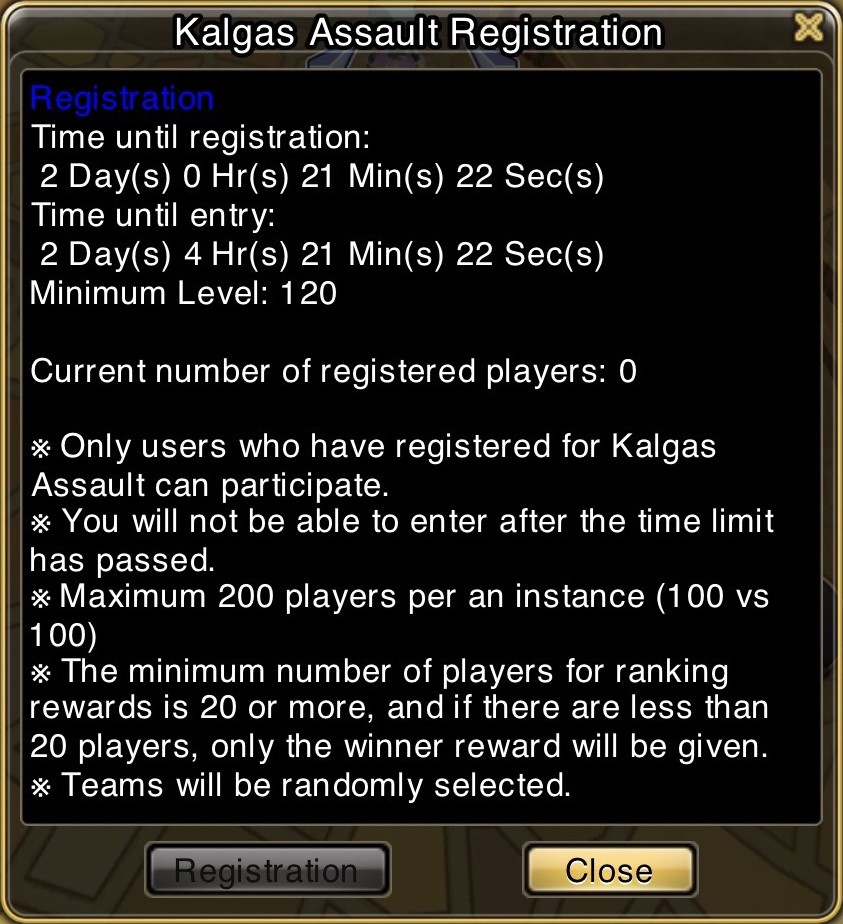 Kalgas Assault Registration
Registration
Time until registration:
2 Day(s) 0 Hr(s) 21 Min(s) 22 Sec(s)
Time until entry:
2 Day(s) 4 Hr(s) 21 Min(s) 22 Sec(s)
Minimum Level: 120
Current number of registered players: 0
※ Only users who have registered for Kalgas
Assault can participate.
※ You will not be able to enter after the time limit
has passed.
※ Maximum 200 players per an instance (100 vs
100)
※ The minimum number of players for ranking
rewards is 20 or more, and if there are less than
20 players, only the winner reward will be given.
※ Teams will be randomly selected.
Registration
Close